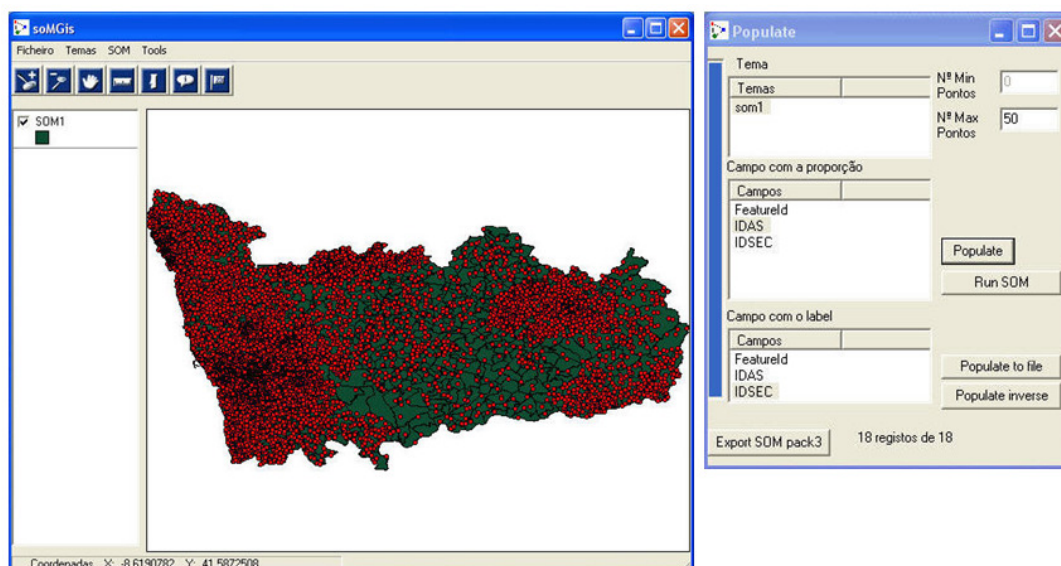 soMGis
Ficheiro Temas SOM Tools
SOM1
Coordenadas X: -8.6190782 Y: 41.5872508
Populate
Tema
Temas
som1
Nº Min
Pontos
0
Nº Max
Pontos
50
Campo com a proporção
Campos
FeatureId
IDAS
IDSEC
Populate
Run SOM
Campo com o label
Campos
FeatureId
IDAS
IDSEC
Populate to file
Populate inverse
Export SOM pack3
18 registos de 18